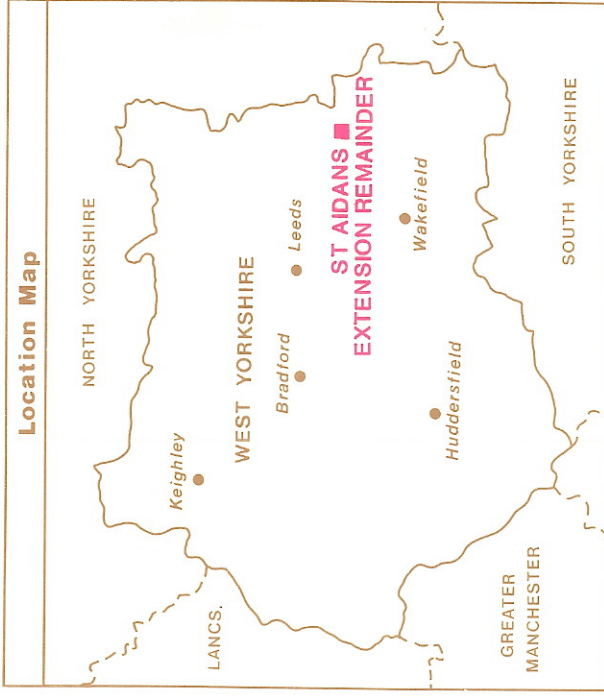 Location Map
NORTH YORKSHIRE
Keighley
LANCS.
WEST YORKSHIRE
Bradford
Leeds
ST AIDANS
EXTENSION REMAINDER
Huddersfield
Wakefield
GREATER
MANCHESTER
SOUTH YORKSHIRE